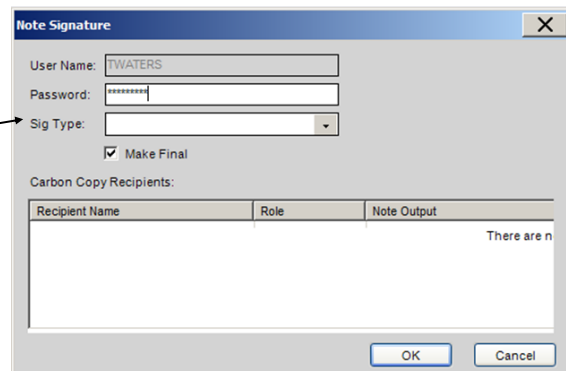 Note Signature
User Name: TWATERS
Password: *********
Sig Type:
Make Final
Carbon Copy Recipients:
Recipient Name Role Note Output
There are n
OK Cancel